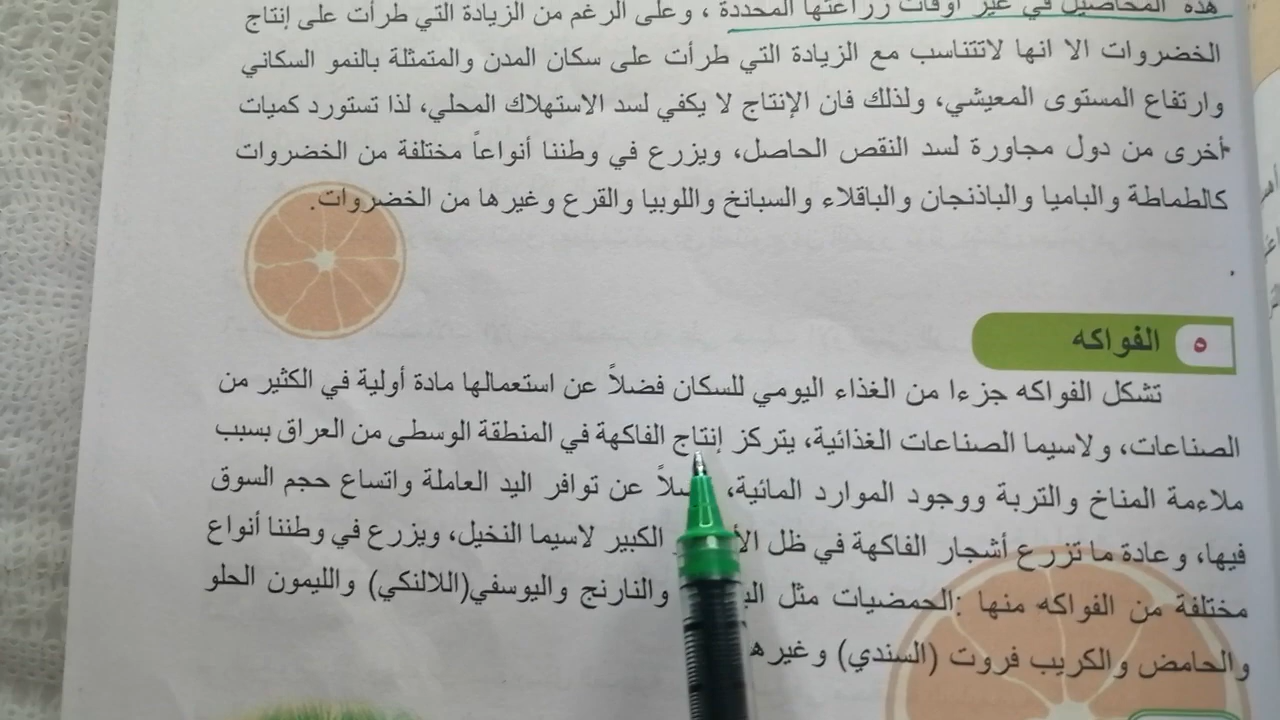 هذه المحاصيل في غير أوقات زراعتها المحددة ، وعلى الرغم من الزيادة التي طرأت على إنتاج
الخضروات الا انها لاتتناسب مع الزيادة التي طرأت على سكان المدن والمتمثلة بالنمو السكاني
وارتفاع المستوى المعيشي، ولذلك فان الإنتاج لا يكفي لسد الاستهلاك المحلي، لذا تستورد كميات
أخرى من دول مجاورة لسد النقص الحاصل، ويزرع في وطننا أنواعاً مختلفة من الخضروات
كالطماطة والباميا والباذنجان والباقلاء والسبانخ واللوبيا والقرع وغيرها من الخضروات.
٥ الفواكه
تشكل الفواكه جزءا من الغذاء اليومي للسكان فضلاً عن استعمالها مادة أولية في الكثير من
الصناعات، ولاسيما الصناعات الغذائية، يتركز إنتاج الفاكهة في المنطقة الوسطى من العراق بسبب
ملاءمة المناخ والتربة ووجود الموارد المائية، عن توافر اليد العاملة واتساع حجم السوق
فيها، وعادة ما تزرع أشجار الفاكهة في ظل الكبير لاسيما النخيل، ويزرع في وطننا أنواع
مختلفة من الفواكه منها :الحمضيات مثل والنارنج واليوسفي(اللالنكي) والليمون الحلو
والحامض والكريب فروت (السندي)